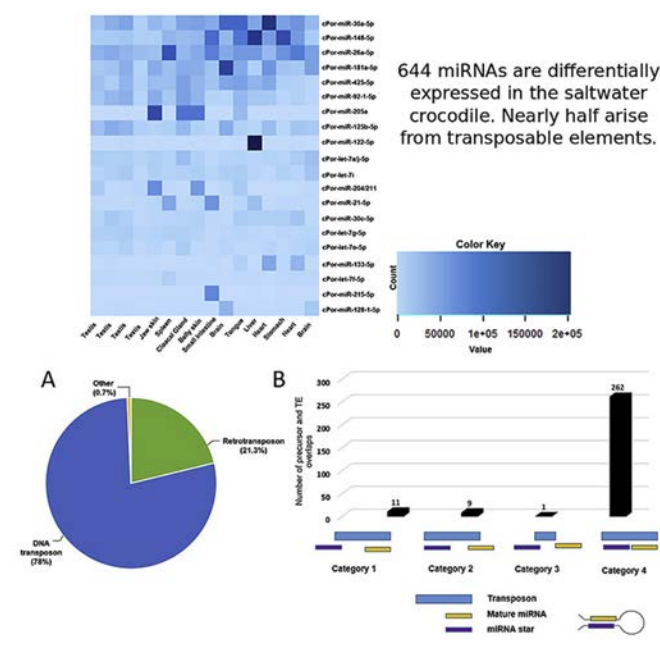 cPor-miR-30a-5p
cPor-miR-148-5p
cPor-miR-26a-5p
cPor-miR-181a-5p
cPor-miR-425-5p
cPor-miR-92-1-5p
cPor-miR-205a
cPor-miR-125b-5p
cPor-miR-122-5p
cPor-let-7a/j-5p
cPor-let-7i
cPor-miR-204/211
cPor-miR-21-5p
cPor-miR-30c-5p
cPor-let-7g-5p
cPor-let-7e-5p
cPor-miR-133-5p
cPor-let-7f-5p
cPor-miR-215-5p
cPor-miR-128-1-5p
Testis
Testis
Testis
Testis
Jaw skin
Spleen
Cloacal Gland
Belly skin
Small Intestine
Brain
Tongue
Liver
Heart
Stomach
Heart
Brain
644 miRNAs are differentially
expressed in the saltwater
crocodile. Nearly half arise
from transposable elements.
Color Key
Count
0 50000 1e+05 150000 2e+05
Value
A
Other
(0.7%)
Retrotransposon
(21.3%)
DNA
transposon
(78%)
B
Number of precursor and TE
overlaps
300
250
200
150
100
50
0
11
9
1
262
Category 1
Category 2
Category 3
Category 4
Transposon
Mature miRNA
miRNA star